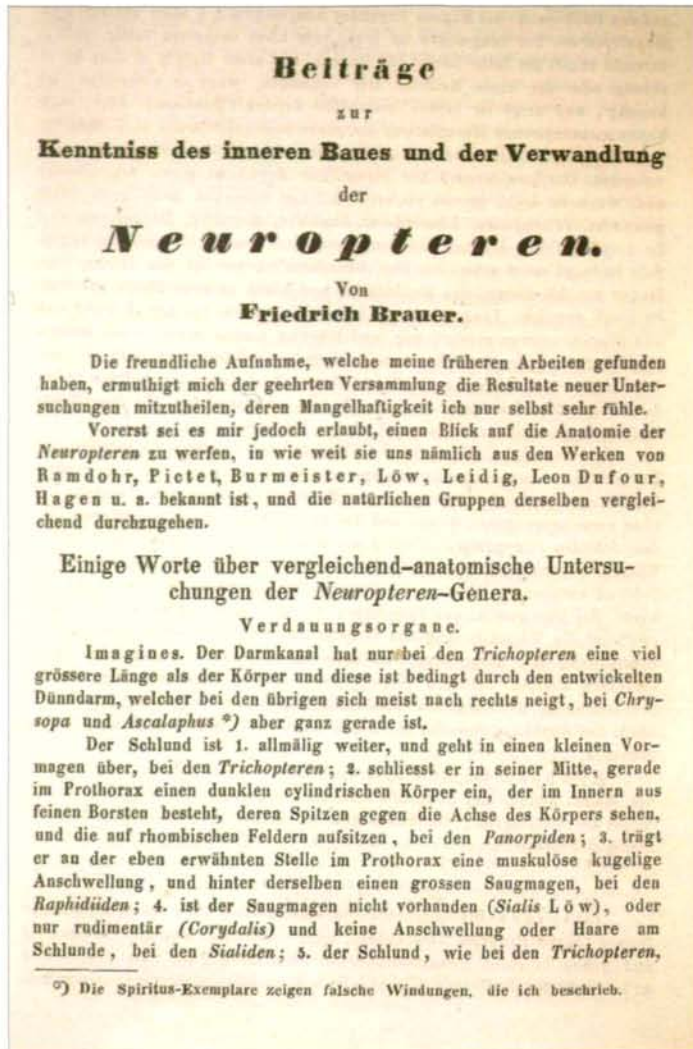 Beiträge
zur
Kenntniss des inneren Baues und der Verwandlung
der
Neuropteren.
Von
Friedrich Brauer.
Die freundliche Aufnahme, welche meine früheren Arbeiten gefunden
haben, ermuthigt mich der geehrten Versammlung die Resultate neuer Unter-
suchungen mitzutheilen, deren Mangelhaftigkeit ich nur selbst sehr fühle.
Vorerst sei es mir jedoch erlaubt, einen Blick auf die Anatomie der
Neuropteren zu werfen, in wie weit sie uns nämlich aus den Werken von
Ramdohr, Pictet, Burmeister, Löw, Leidig, Leon Dufour,
Hagen u. a. bekannt ist, und die natürlichen Gruppen derselben verglei-
chend durchzugehen.
Einige Worte über vergleichend-anatomische Untersu-
chungen der Neuropteren-Genera.
Verdauungsorgane.
Imagines. Der Darmkanal hat nur bei den Trichopteren eine viel
grössere Länge als der Körper und diese ist bedingt durch den entwickelten
Dünndarm, welcher bei den übrigen sich meist nach rechts neigt, bei Chry-
sopa und Ascalaphus *) aber ganz gerade ist.
Der Schlund ist 1. allmälig weiter, und geht in einen kleinen Vor-
magen über, bei den Trichopteren; 2. schliesst er in seiner Mitte, gerade
im Prothorax einen dunklen cylindrischen Körper ein, der im Innern aus
feinen Borsten besteht, deren Spitzen gegen die Achse des Körpers sehen,
und die auf rhombischen Feldern aufsitzen, bei den Panorpiden; 3. trägt
er an der eben erwähnten Stelle im Prothorax eine muskulöse kugelige
Anschwellung, und hinter derselben einen grossen Saugmagen, bei den
Raphidiiden; 4. ist der Saugmagen nicht vorhanden (Sialis Löw), oder
nur rudimentär (Corydalis) und keine Anschwellung oder Haare am
Schlunde, bei den Sialiden; 5. der Schlund, wie bei den Trichopteren,
*) Die Spiritus-Exemplare zeigen falsche Windungen, die ich beschrieb.